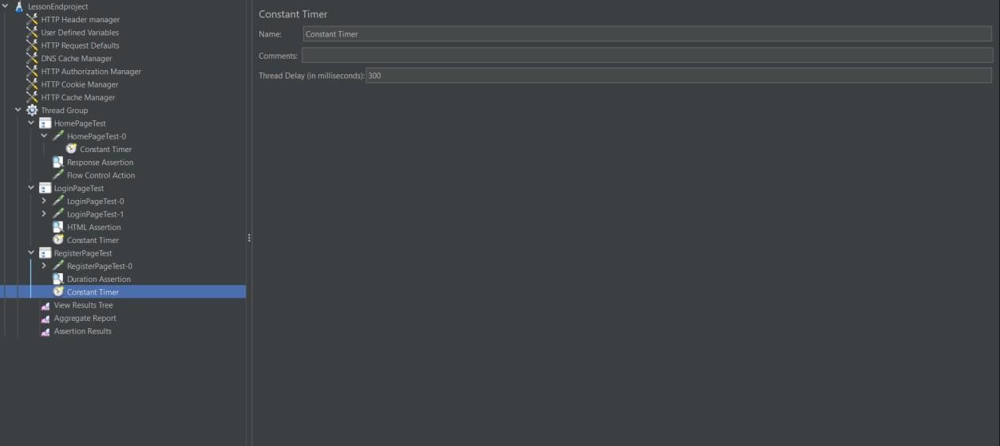 LessonEndproject
HTTP Header manager
User Defined Variables
HTTP Request Defaults
DNS Cache Manager
HTTP Authorization Manager
HTTP Cookie Manager
HTTP Cache Manager
Thread Group
HomePageTest
HomePageTest-0
Constant Timer
Response Assertion
Flow Control Action
LoginPageTest
LoginPageTest-0
LoginPageTest-1
HTML Assertion
Constant Timer
RegisterPageTest
RegisterPageTest-0
Duration Assertion
Constant Timer
View Results Tree
Aggregate Report
Assertion Results
Constant Timer
Name: Constant Timer
Comments:
Thread Delay (in milliseconds): 300